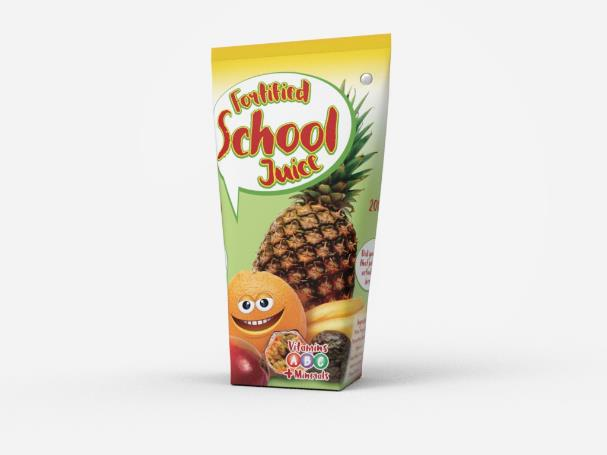 Fortified
School
Juice
Vitamins
A B C
+ Minerals